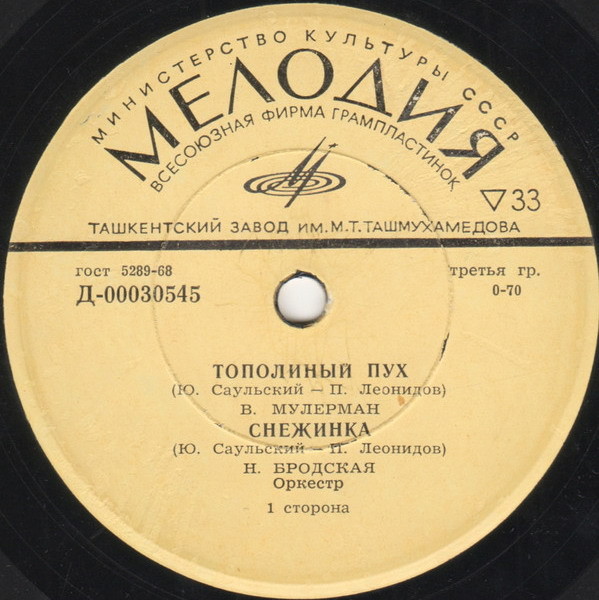 МИНИСТЕРСТВО КУЛЬТУРЫ СССР
МЕЛОДИЯ
ВСЕСОЮЗНАЯ ФИРМА ГРАМПЛАСТИНОК
▽33
ТАШКЕНТСКИЙ ЗАВОД ИМ. М.Т. ТАШМУХАМЕДОВА
гост 5289-68
третья гр.
Д-00030545
0-70
ТОПОЛИНЫЙ ПУХ
(Ю. Саульский — П. Леонидов)
В. МУЛЕРМАН
СНЕЖИНКА
(Ю. Саульский — П. Леонидов)
Н. БРОДСКАЯ
Оркестр
1 сторона